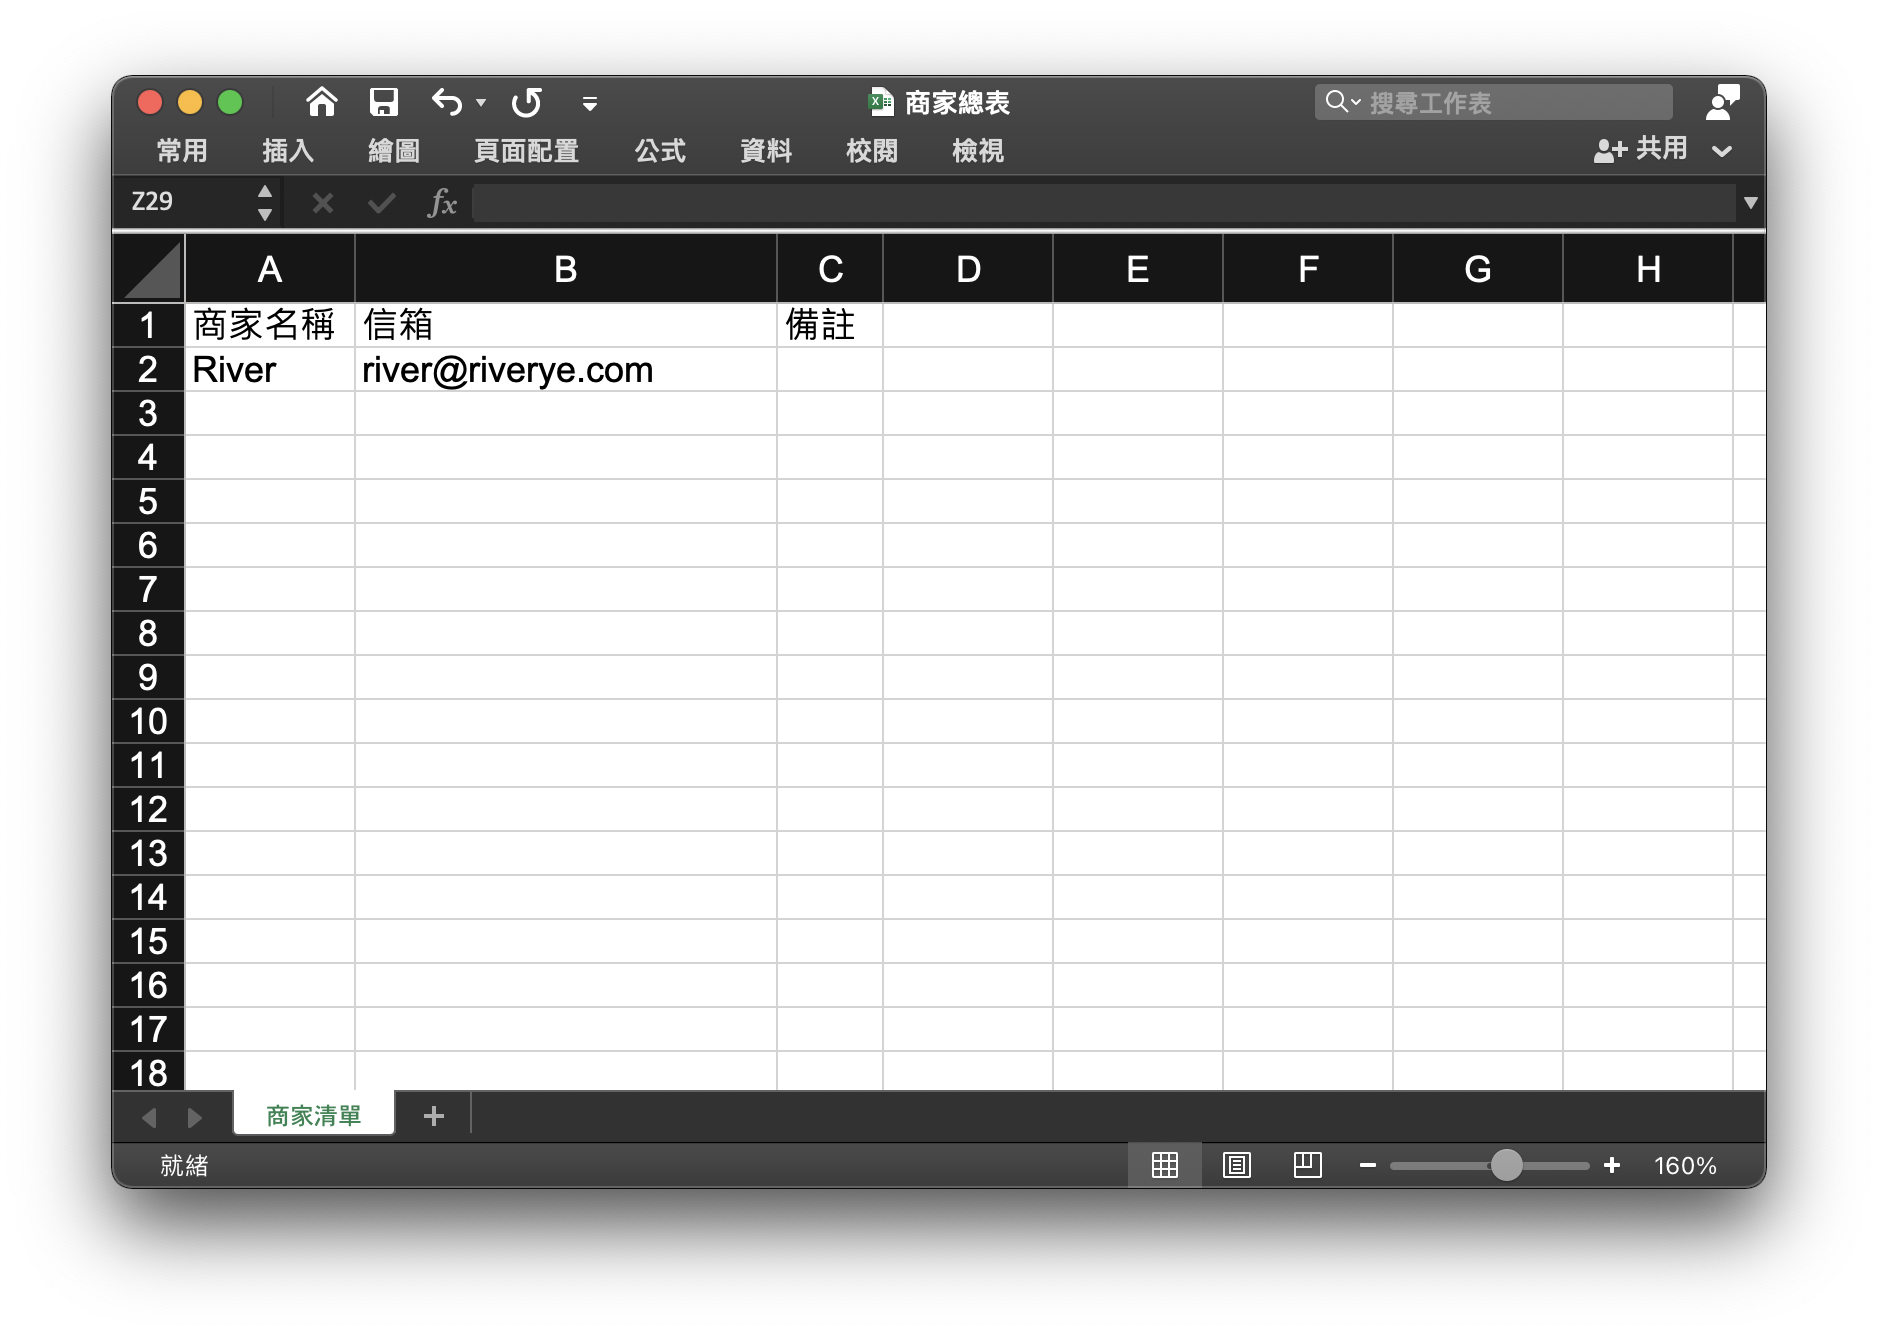 商家總表
搜尋工作表
常用 插入 繪圖 頁面配置 公式 資料 校閱 檢視 共用
Z29 fx
A B C D E F G H
1 商家名稱 信箱 備註
2 River river@riverye.com
3
4
5
6
7
8
9
10
11
12
13
14
15
16
17
18
商家清單 +
就緒 160%